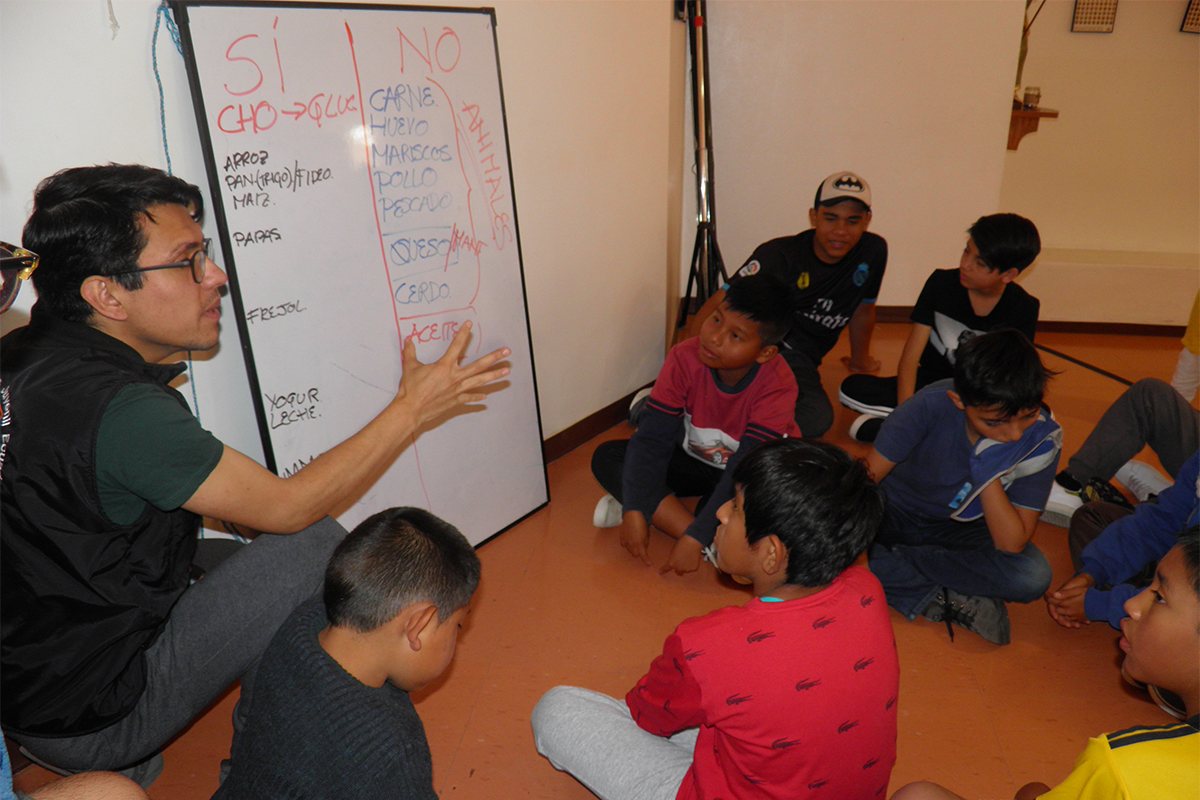 SÍ
CHO → GLUC
ARROZ
PAN (TRIGO) / FIDEO.
MAIZ.
PAPAS
FREJOL
YOGUR
LECHE.
NO
CARNE.
HUEVO
MARISCOS
POLLO
PESCADO
QUESO
CERDO.
ACEITE
ANIMALES